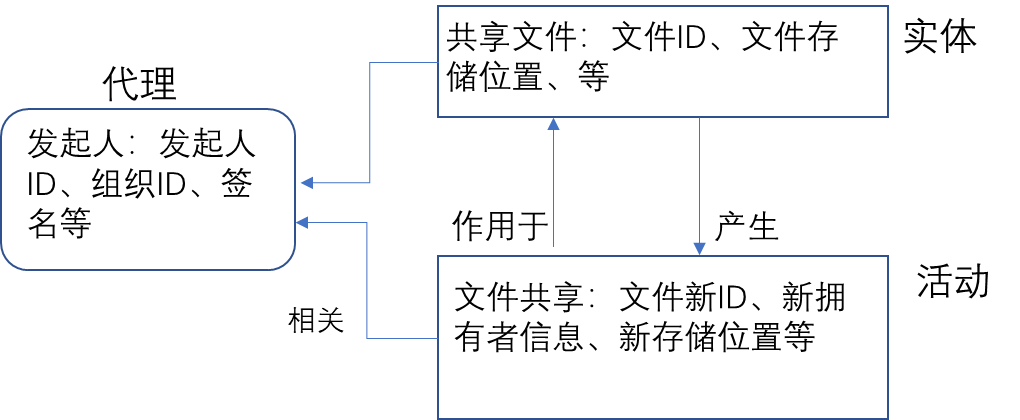 共享文件：文件ID、文件存
储位置、等
实体
代理
发起人：发起人
ID、组织ID、签
名等
作用于
产生
活动
文件共享：文件新ID、新拥
有者信息、新存储位置等
相关